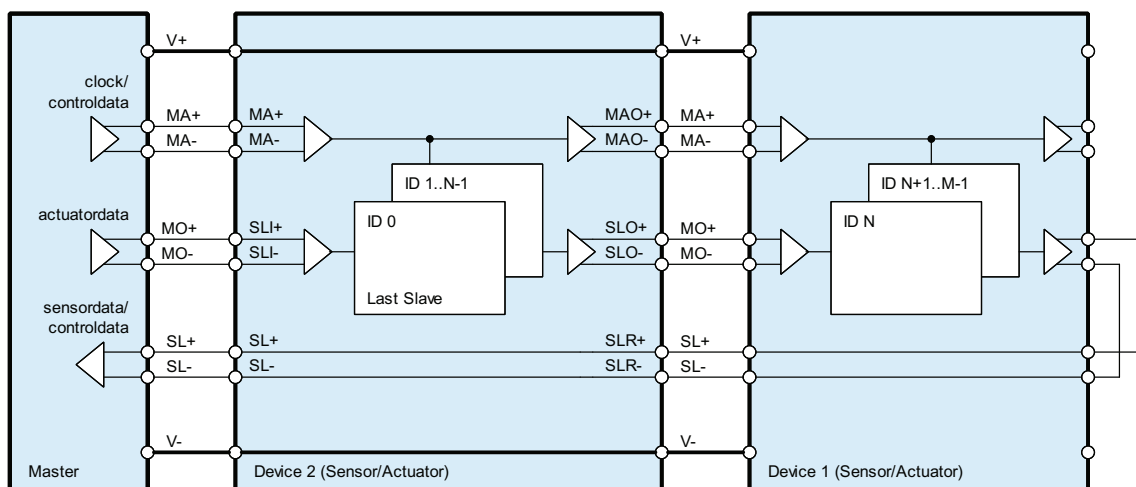 V+
V+
clock/
controldata
MA+
MA+
MAO+
MA+
MA-
MA-
MAO-
MA-
ID 1..N-1
ID N+1..M-1
actuatordata
ID 0
ID N
MO+
SLI+
SLO+
MO+
MO-
SLI-
SLO-
MO-
Last Slave
sensordata/
controldata
SL+
SL+
SLR+
SL+
SL-
SL-
SLR-
SL-
V-
V-
Master
Device 2 (Sensor/Actuator)
Device 1 (Sensor/Actuator)